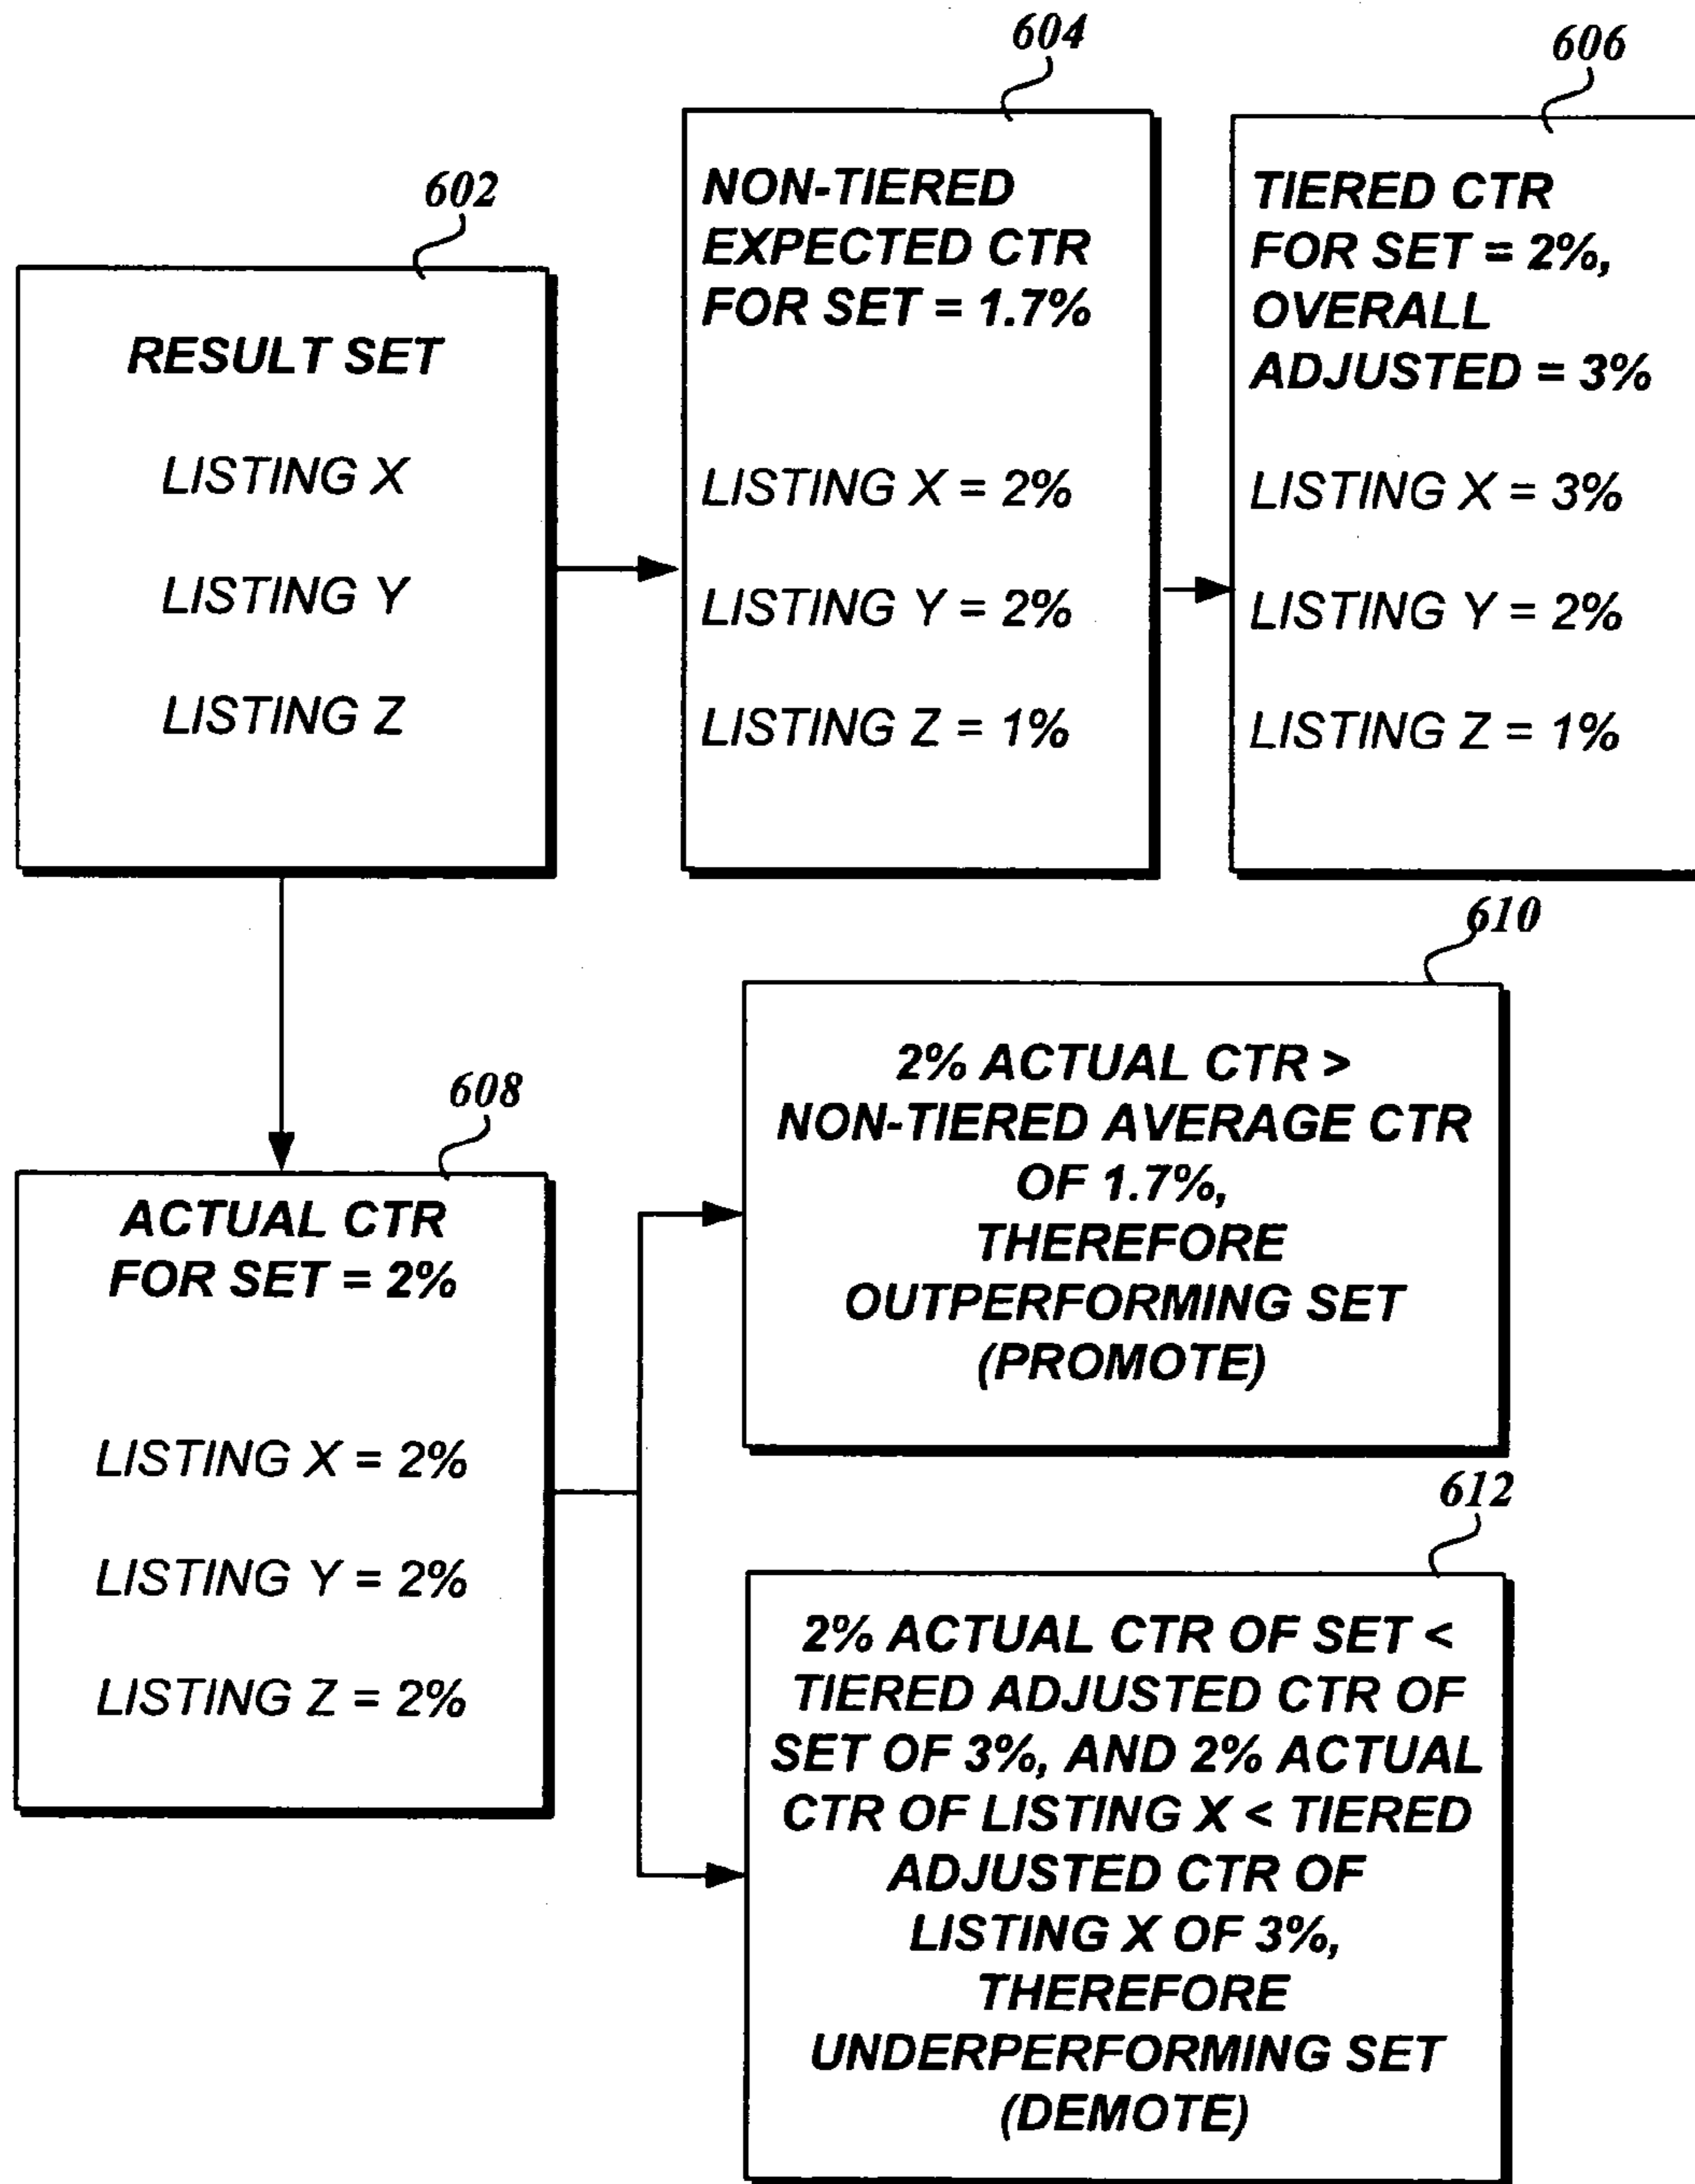 602
RESULT SET
LISTING X
LISTING Y
LISTING Z
604
NON-TIERED
EXPECTED CTR
FOR SET = 1.7%
LISTING X = 2%
LISTING Y = 2%
LISTING Z = 1%
606
TIERED CTR
FOR SET = 2%,
OVERALL
ADJUSTED = 3%
LISTING X = 3%
LISTING Y = 2%
LISTING Z = 1%
608
ACTUAL CTR
FOR SET = 2%
LISTING X = 2%
LISTING Y = 2%
LISTING Z = 2%
610
2% ACTUAL CTR >
NON-TIERED AVERAGE CTR
OF 1.7%,
THEREFORE
OUTPERFORMING SET
(PROMOTE)
612
2% ACTUAL CTR OF SET <
TIERED ADJUSTED CTR OF
SET OF 3%, AND 2% ACTUAL
CTR OF LISTING X < TIERED
ADJUSTED CTR OF
LISTING X OF 3%,
THEREFORE
UNDERPERFORMING SET
(DEMOTE)